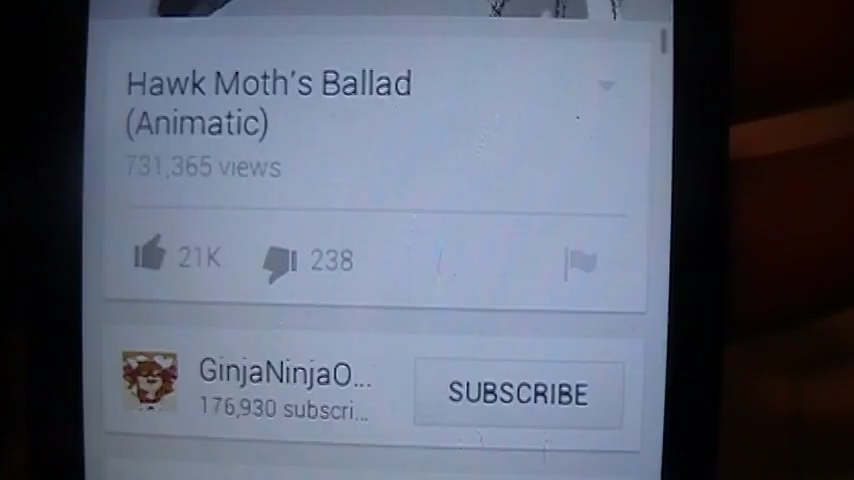 Hawk Moth's Ballad
(Animatic)
731,365 views
21K 238
GinjaNinjaO...
176,930 subscri...
SUBSCRIBE